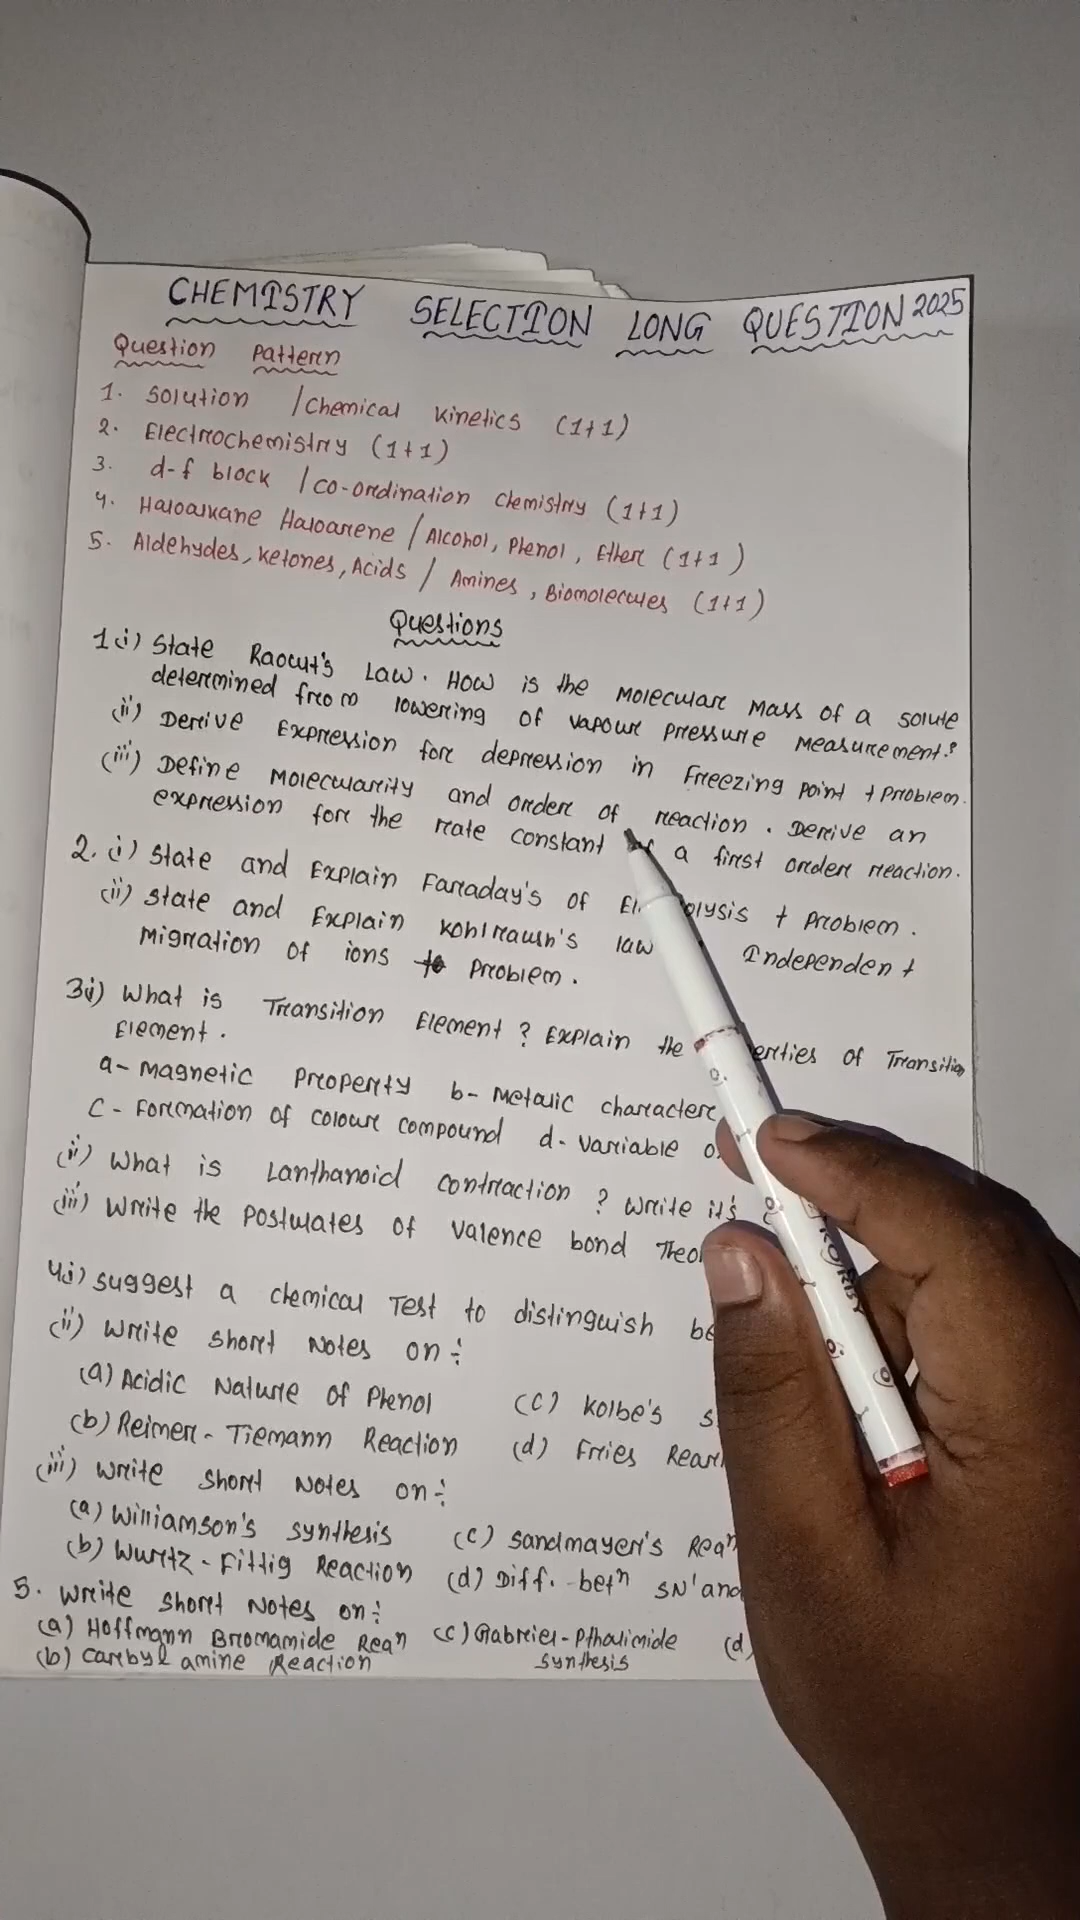 CHEMISTRY SELECTION LONG QUESTION 2025
Question Pattern
1. Solution / Chemical Kinetics (1+1)
2. Electrochemistry (1+1)
3. d-f block / co-ordination chemistry (1+1)
4. Haloalkane Haloarene / Alcohol, Phenol, Ether (1+1)
5. Aldehydes, Ketones, Acids / Amines, Biomolecules (1+1)
Questions
1 i) State Raoult's Law. How is the Molecular Mass of a solute
determined from lowering of vapour pressure measurement?
(ii) Derive Expression for depression in Freezing point + Problem.
(iii) Define Molecularity and order of reaction. Derive an
expression for the rate constant a first order reaction.
2. i) State and Explain Faraday's of + Problem.
(ii) State and Explain Kohlraush's law Independent
Migration of ions Problem.
3 i) What is Transition Element? Explain the of Transition
Element.
a- Magnetic Property b- Metalic character
c- Formation of colour compound d- variable
(ii) What is Lanthanoid contraction? Write it's
(iii) Write the Postulates of Valence bond
4 i) Suggest a chemical Test to distinguish
(ii) Write Short Notes on ÷
(a) Acidic Nature of Phenol (c) Kolbe's
(b) Reimer - Tiemann Reaction (d) Fries
(iii) Write Short Notes on ÷
(a) Williamson's Synthesis (c) Sandmayer's Reaⁿ
(b) Wurtz - Fittig Reaction (d) Diff. betⁿ SN' and
5. Write Short Notes on ÷
(a) Hoffmann Bromamide Reaⁿ (c) Gabriel - Pthalimide (d)
(b) Carbyl amine Reaction Synthesis